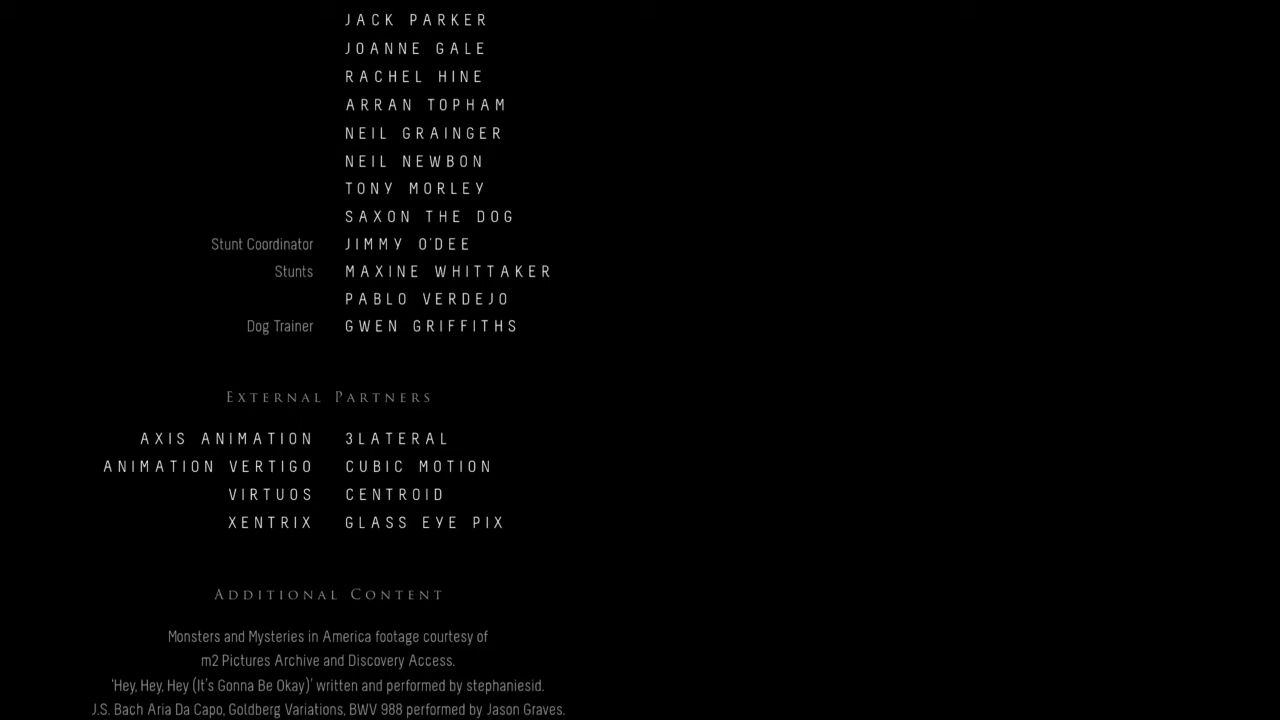 JACK PARKER
JOANNE GALE
RACHEL HINE
ARRAN TOPHAM
NEIL GRAINGER
NEIL NEWBON
TONY MORLEY
SAXON THE DOG
Stunt Coordinator JIMMY O'DEE
Stunts MAXINE WHITTAKER
PABLO VERDEJO
Dog Trainer GWEN GRIFFITHS
EXTERNAL PARTNERS
AXIS ANIMATION 3LATERAL
ANIMATION VERTIGO CUBIC MOTION
VIRTUOS CENTROID
XENTRIX GLASS EYE PIX
ADDITIONAL CONTENT
Monsters and Mysteries in America footage courtesy of
m2 Pictures Archive and Discovery Access.
'Hey, Hey, Hey (It's Gonna Be Okay)' written and performed by stephaniesid.
J.S. Bach Aria Da Capo, Goldberg Variations, BWV 988 performed by Jason Graves.